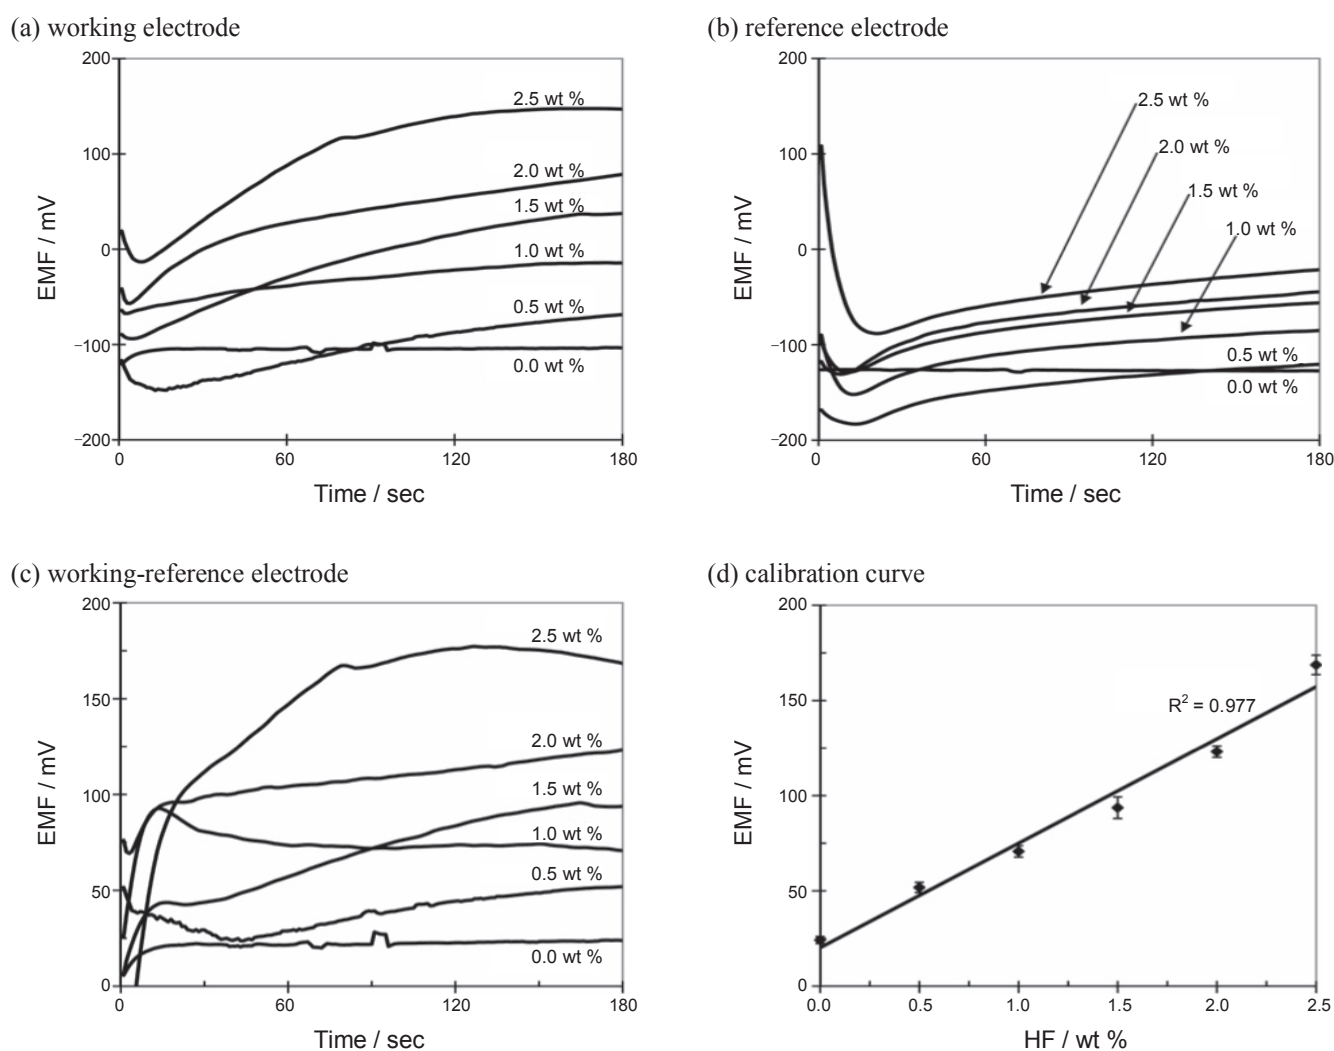 (a) working electrode
200
100
0
−100
−200
EMF / mV
2.5 wt %
2.0 wt %
1.5 wt %
1.0 wt %
0.5 wt %
0.0 wt %
0
60
120
180
Time / sec
(b) reference electrode
200
100
0
−100
−200
EMF / mV
2.5 wt %
2.0 wt %
1.5 wt %
1.0 wt %
0.5 wt %
0.0 wt %
0
60
120
180
Time / sec
(c) working-reference electrode
200
150
100
50
0
EMF / mV
2.5 wt %
2.0 wt %
1.5 wt %
1.0 wt %
0.5 wt %
0.0 wt %
0
60
120
180
Time / sec
(d) calibration curve
200
150
100
50
0
EMF / mV
R² = 0.977
0.0
0.5
1.0
1.5
2.0
2.5
HF / wt %